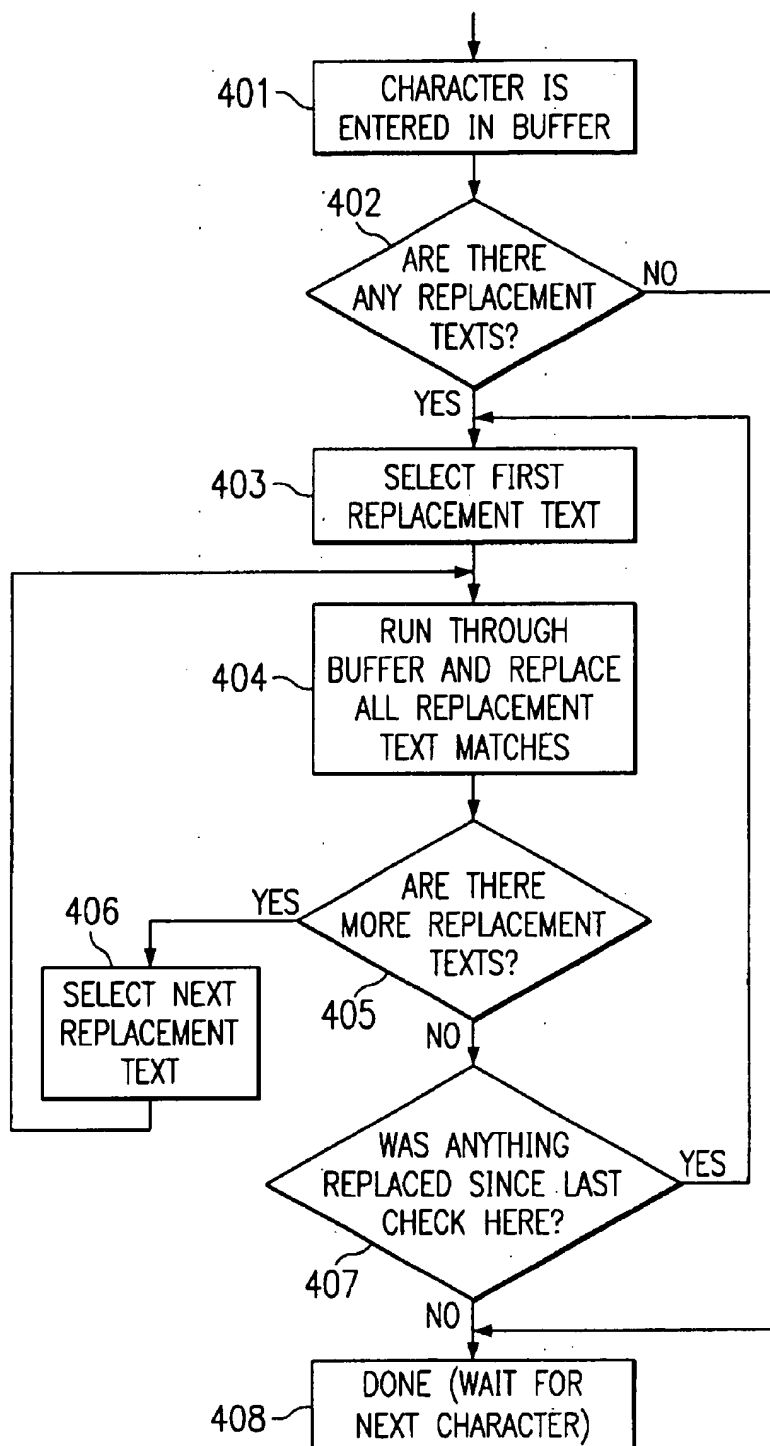 401
CHARACTER IS
ENTERED IN BUFFER
402
ARE THERE
ANY REPLACEMENT
TEXTS?
NO
YES
403
SELECT FIRST
REPLACEMENT TEXT
404
RUN THROUGH
BUFFER AND REPLACE
ALL REPLACEMENT
TEXT MATCHES
405
ARE THERE
MORE REPLACEMENT
TEXTS?
YES
406
SELECT NEXT
REPLACEMENT
TEXT
NO
407
WAS ANYTHING
REPLACED SINCE LAST
CHECK HERE?
YES
NO
408
DONE (WAIT FOR
NEXT CHARACTER)